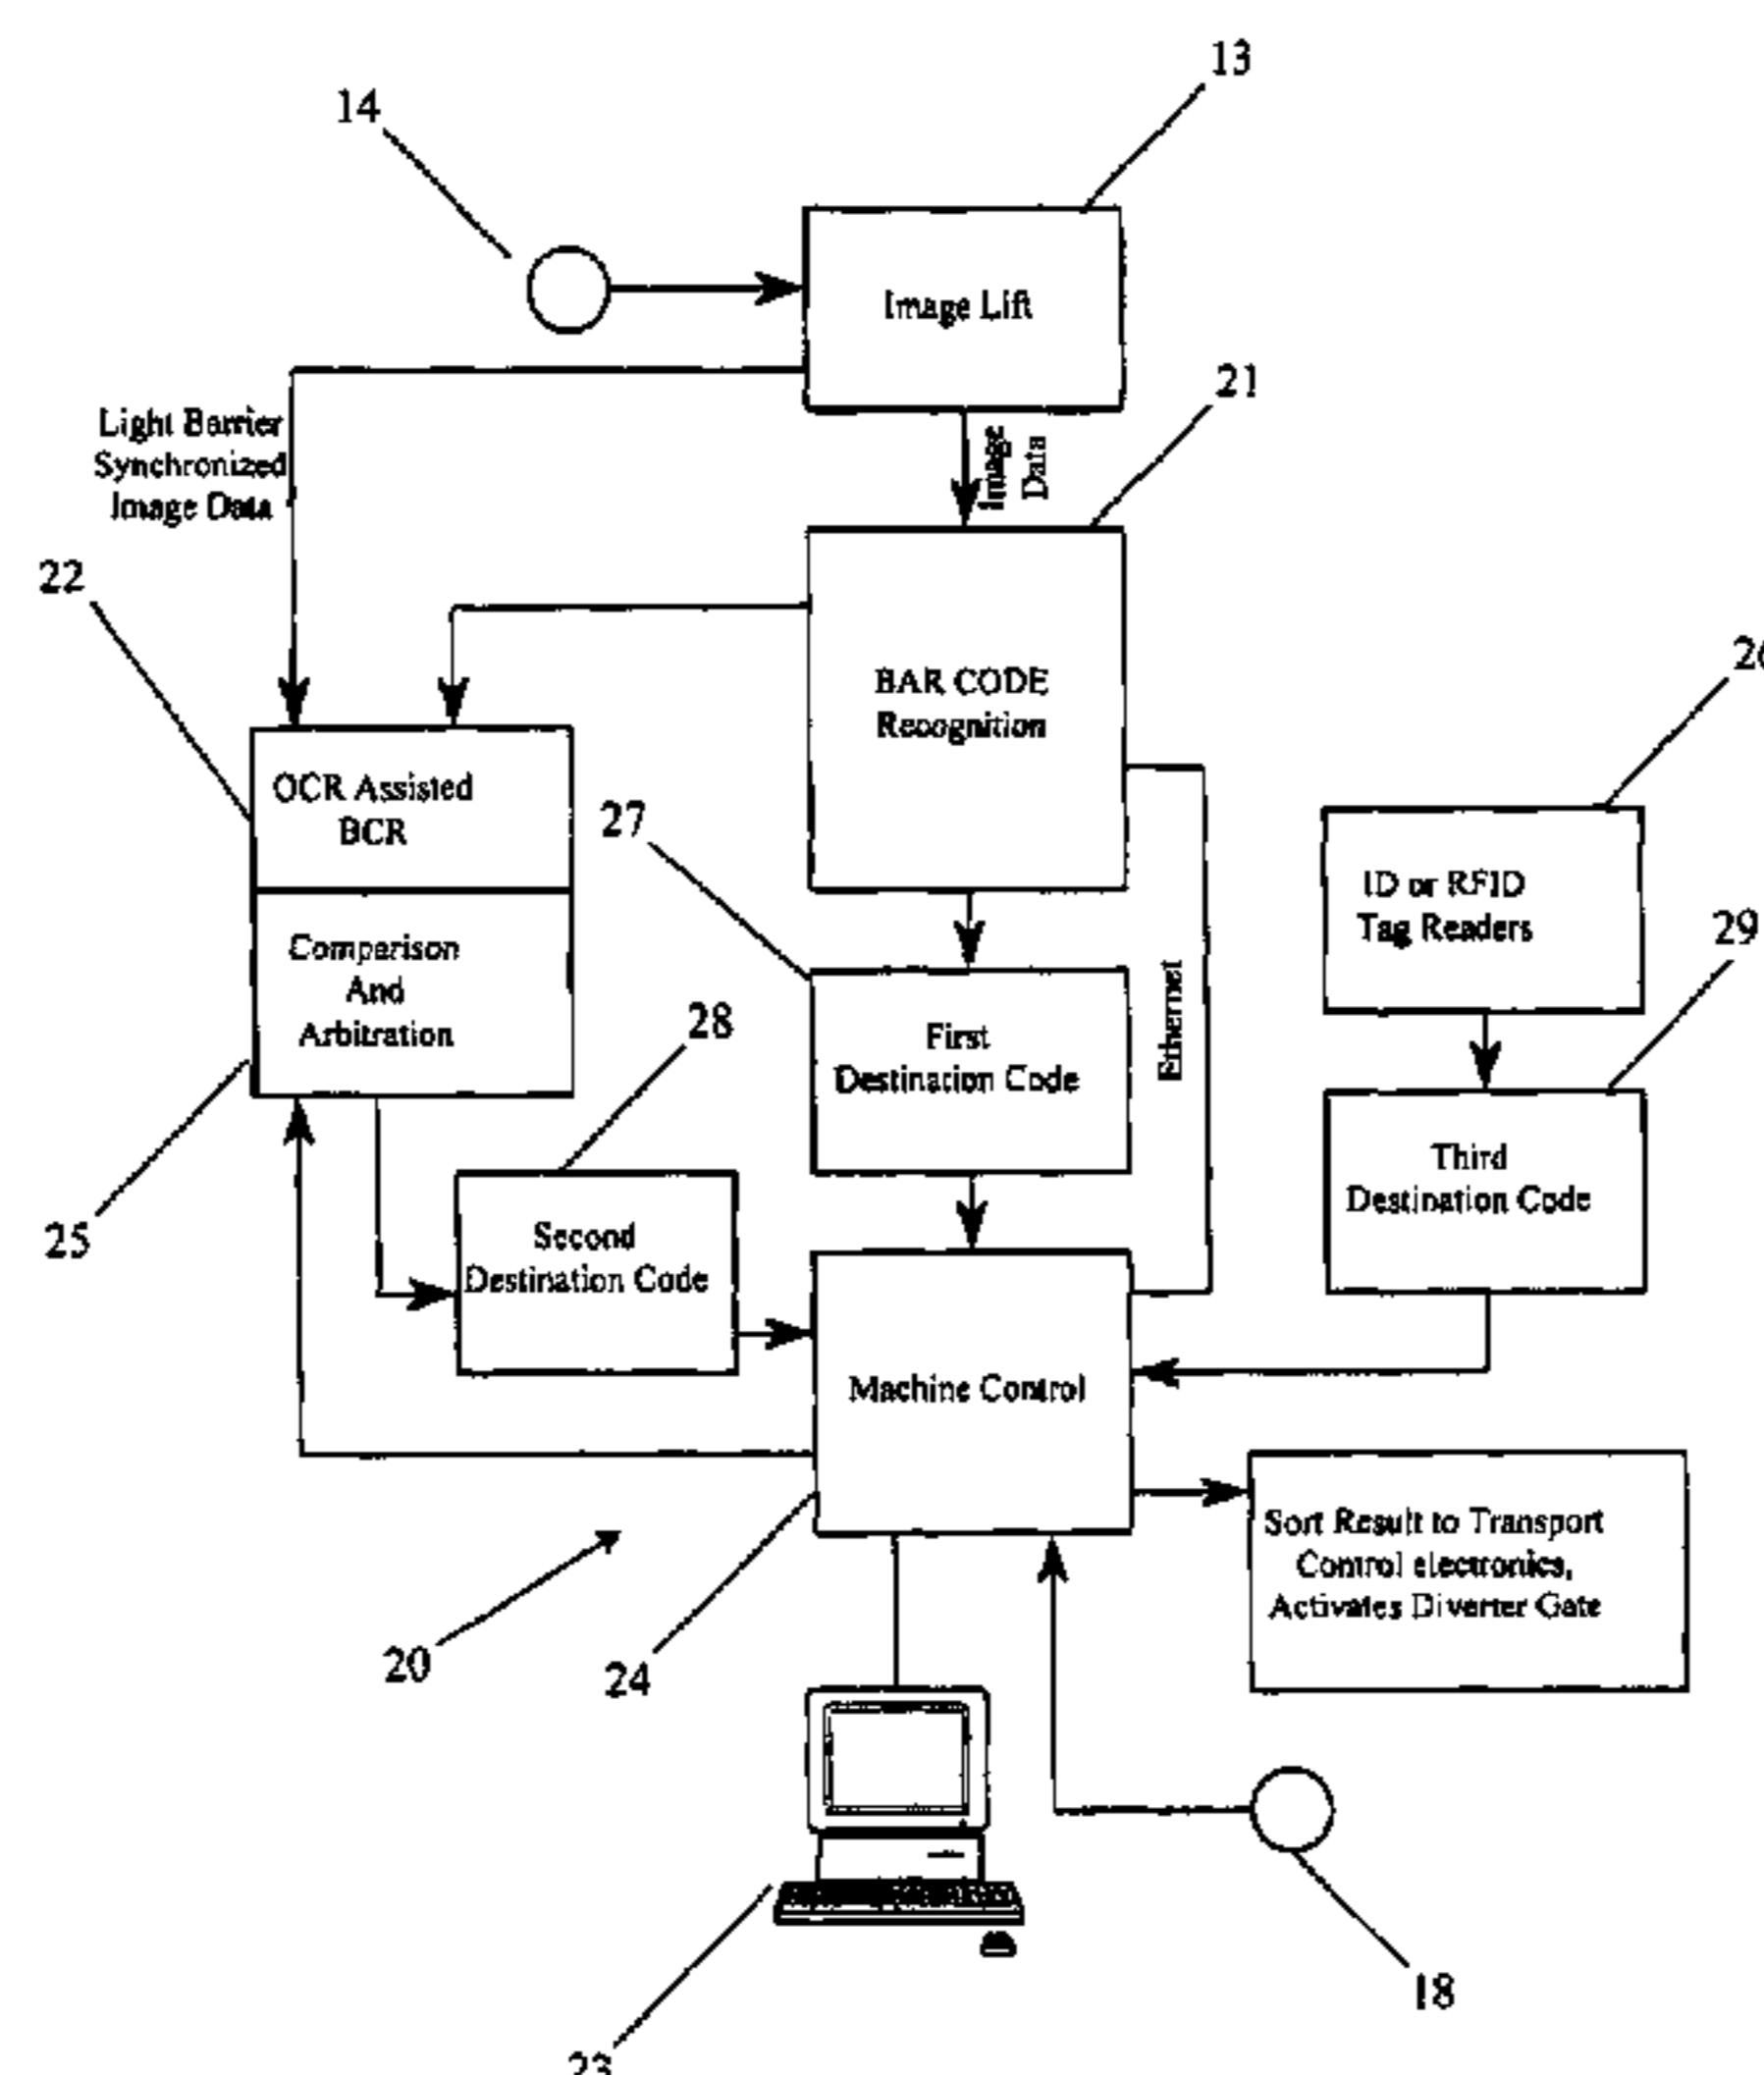 13
14
Image Lift
21
Light Barrier
Synchronized
Image Data
Image
Data
22
26
BAR CODE
Recognition
OCR Assisted
BCR
27
ID or RFID
Tag Readers
29
Comparison
And
Arbitration
28
First
Destination Code
Ethernet
Third
Destination Code
25
Second
Destination Code
Machine Control
Sort Result to Transport
Control electronics,
Activates Diverter Gate
20
24
18
23